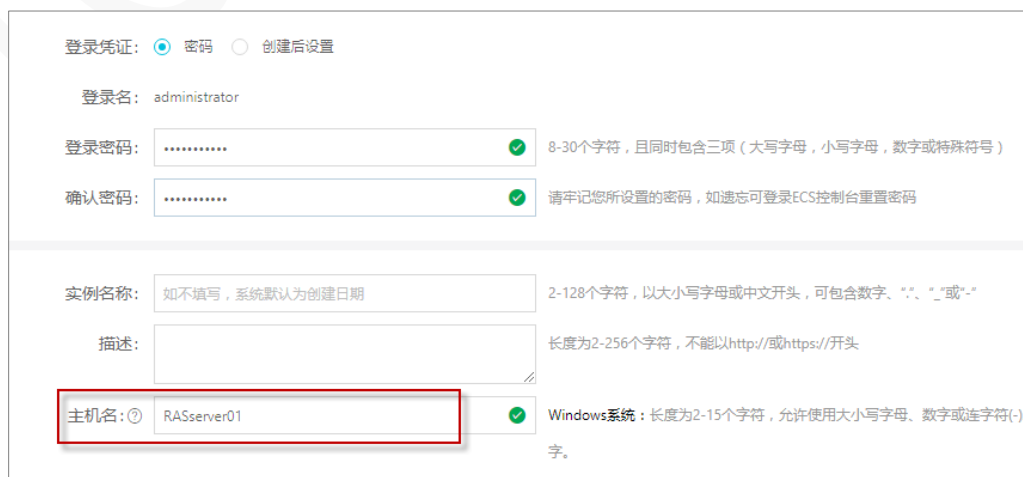 登录凭证: 密码 创建后设置
登录名: administrator
登录密码: ••••••••••• 8-30个字符，且同时包含三项（大写字母，小写字母，数字或特殊符号）
确认密码: ••••••••••• 请牢记您所设置的密码，如遗忘可登录ECS控制台重置密码
实例名称: 如不填写，系统默认为创建日期 2-128个字符，以大小写字母或中文开头，可包含数字、"."、"_"或"-"
描述: 长度为2-256个字符，不能以http://或https://开头
主机名: ? RASserver01 Windows系统：长度为2-15个字符，允许使用大小写字母、数字或连字符(-)
字。